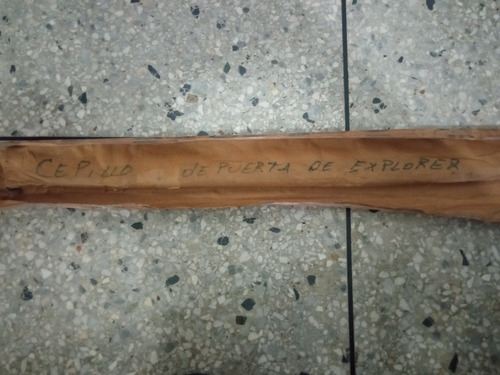 CEPILLO DE PUERTA DE EXPLORER